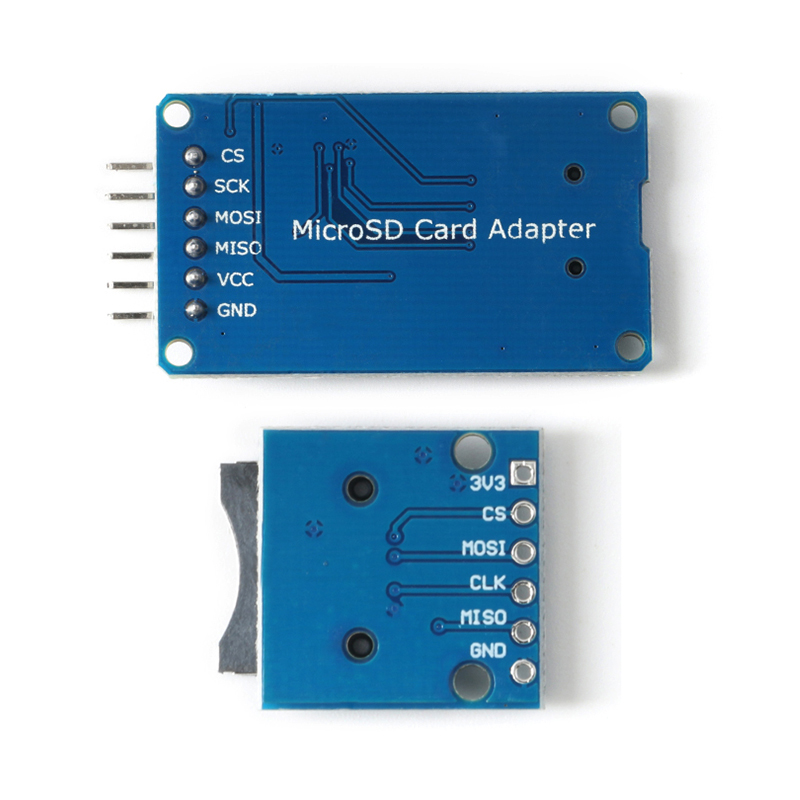 CS
SCK
MOSI
MISO
VCC
GND
MicroSD Card Adapter
3V3
CS
MOSI
CLK
MISO
GND